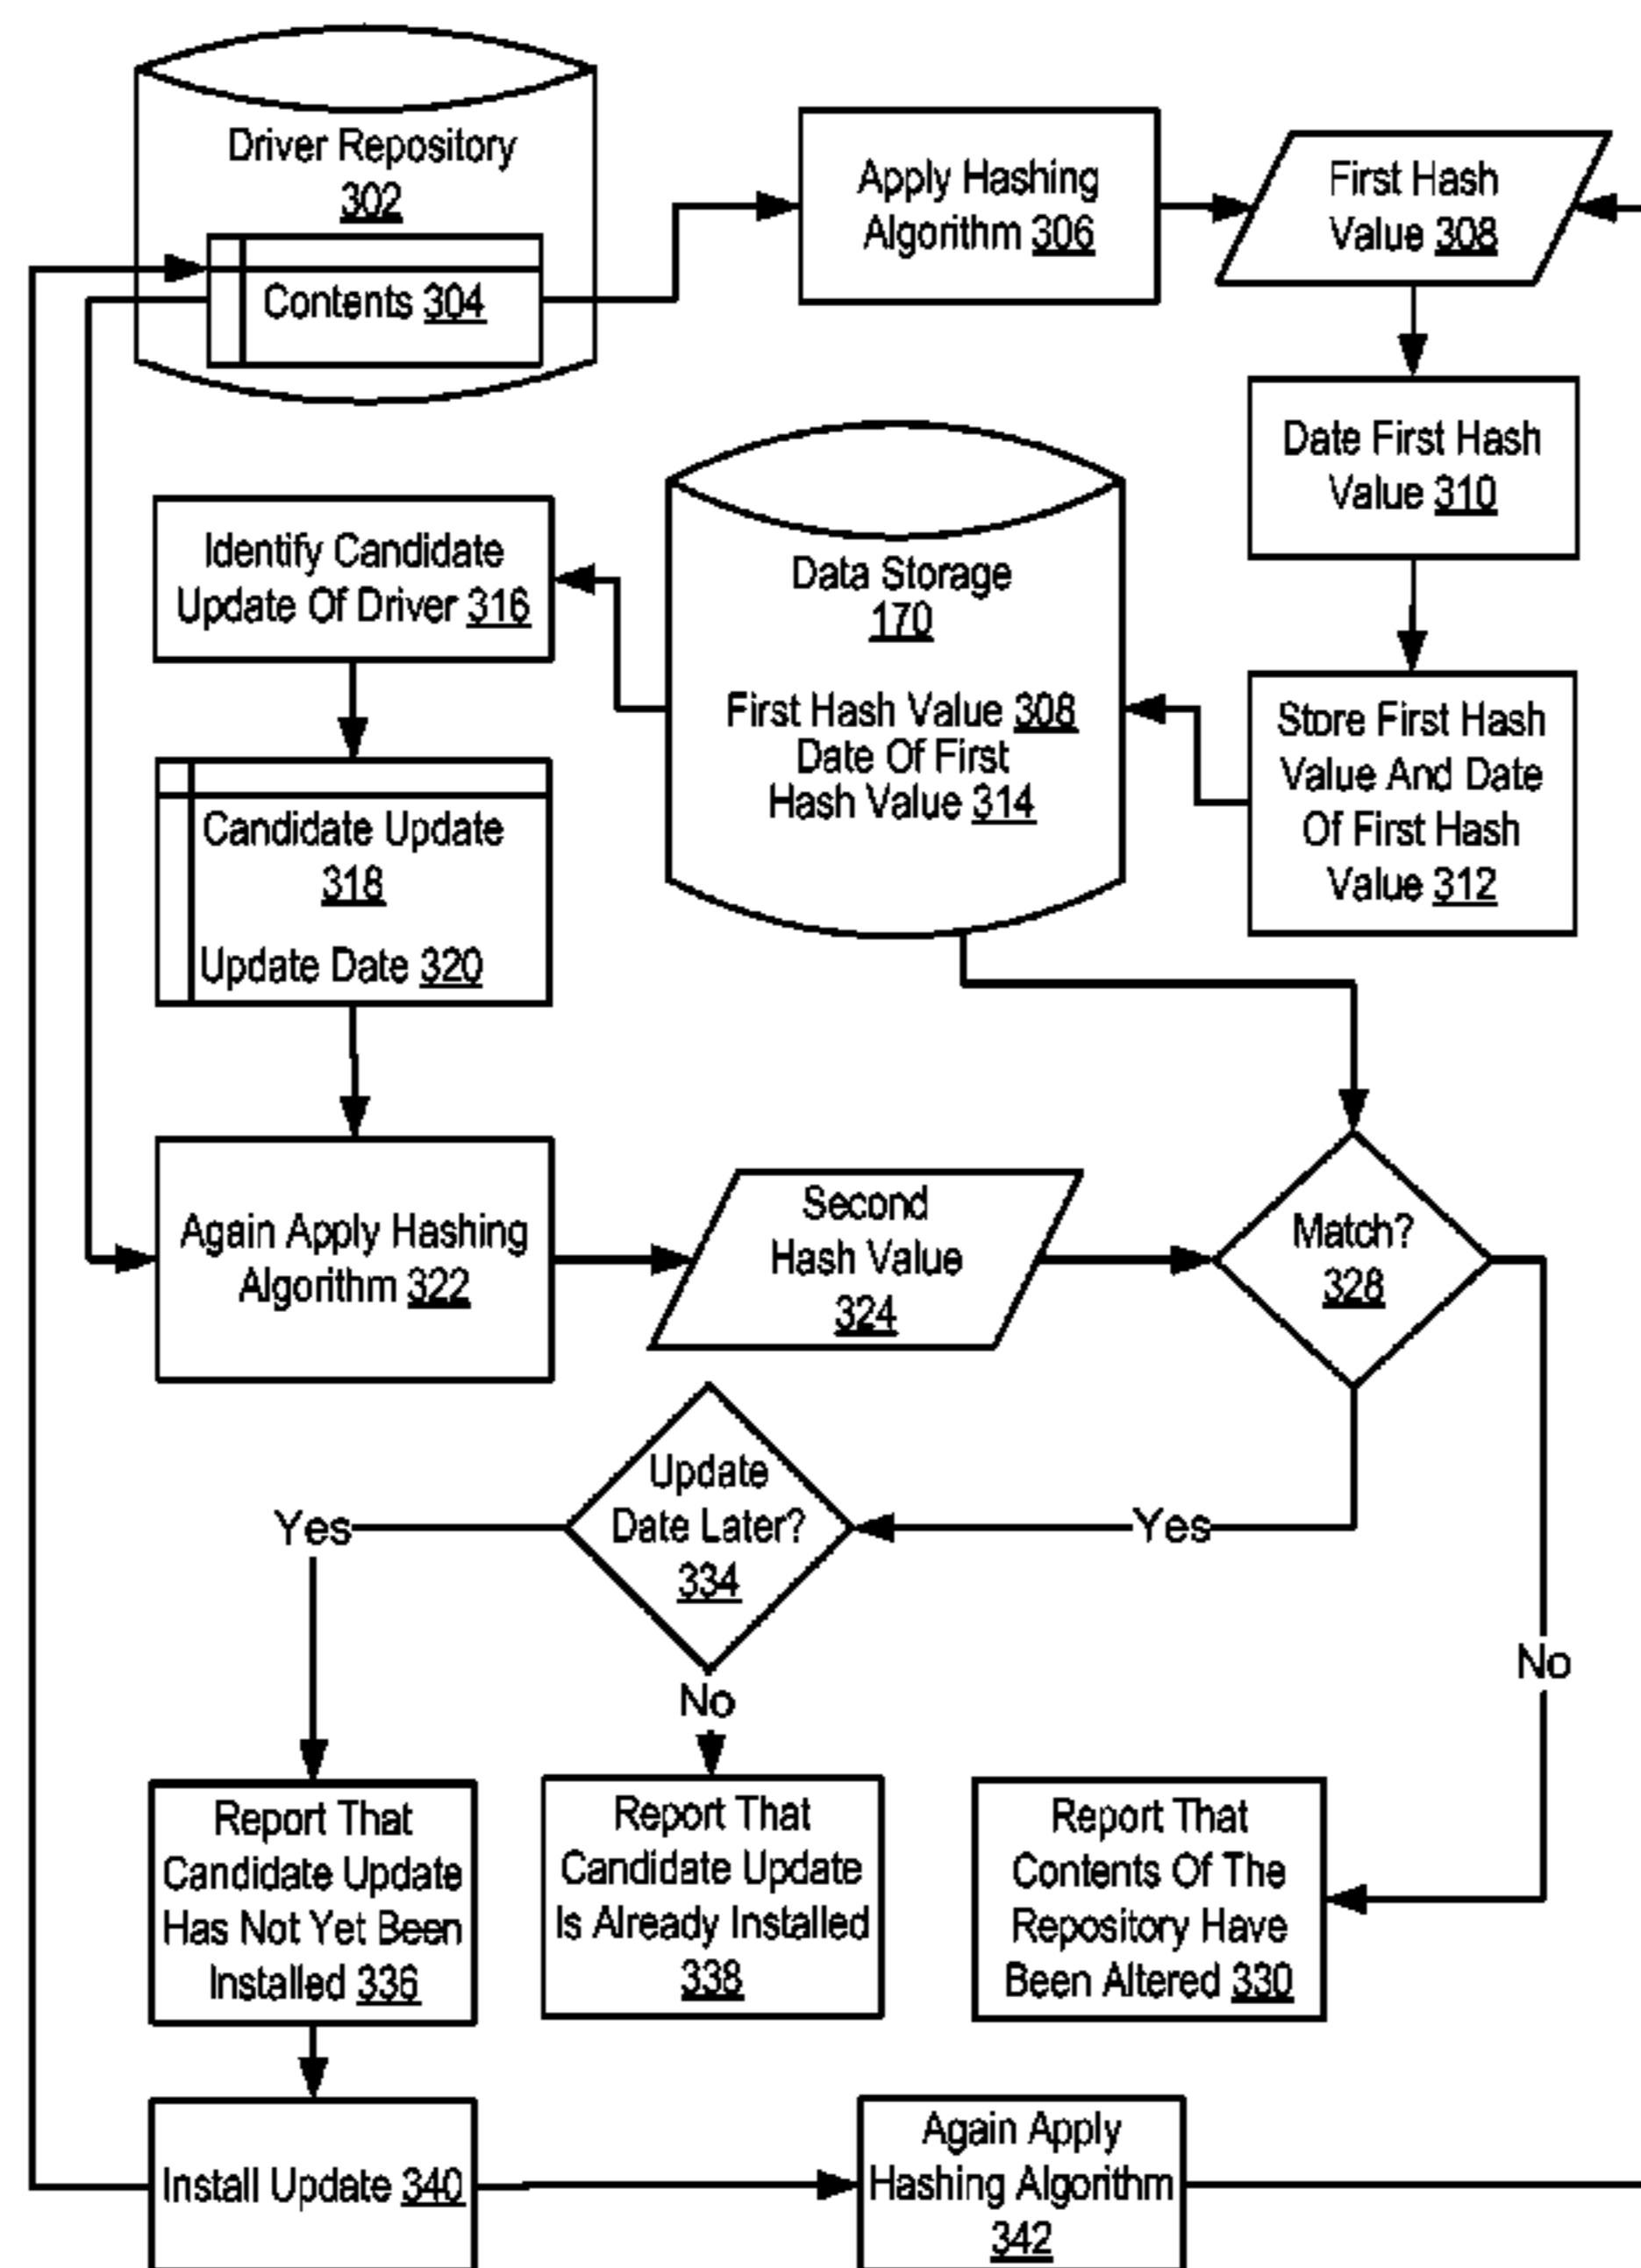 Driver Repository
302
Contents 304
Apply Hashing
Algorithm 306
First Hash
Value 308
Date First Hash
Value 310
Store First Hash
Value And Date
Of First Hash
Value 312
Data Storage
170
First Hash Value 308
Date Of First
Hash Value 314
Identify Candidate
Update Of Driver 316
Candidate Update
318
Update Date 320
Again Apply Hashing
Algorithm 322
Second
Hash Value
324
Match?
328
Yes
No
Update
Date Later?
334
Yes
No
Report That
Candidate Update
Has Not Yet Been
Installed 336
Report That
Candidate Update
Is Already Installed
338
Report That
Contents Of The
Repository Have
Been Altered 330
Install Update 340
Again Apply
Hashing Algorithm
342